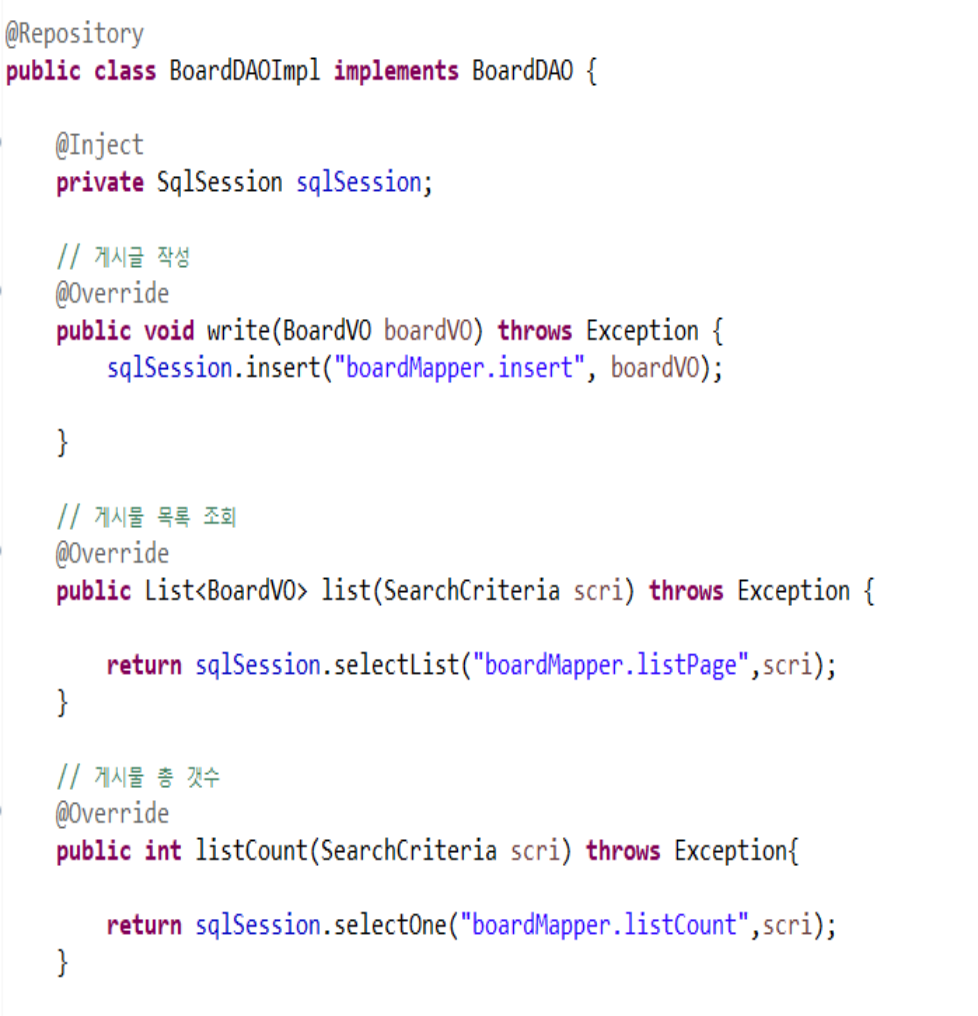 @Repository
public class BoardDAOImpl implements BoardDAO {
@Inject
private SqlSession sqlSession;
// 게시글 작성
@Override
public void write(BoardVO boardVO) throws Exception {
sqlSession.insert("boardMapper.insert", boardVO);
}
// 게시물 목록 조회
@Override
public List<BoardVO> list(SearchCriteria scri) throws Exception {
return sqlSession.selectList("boardMapper.listPage",scri);
}
// 게시물 총 갯수
@Override
public int listCount(SearchCriteria scri) throws Exception{
return sqlSession.selectOne("boardMapper.listCount",scri);
}